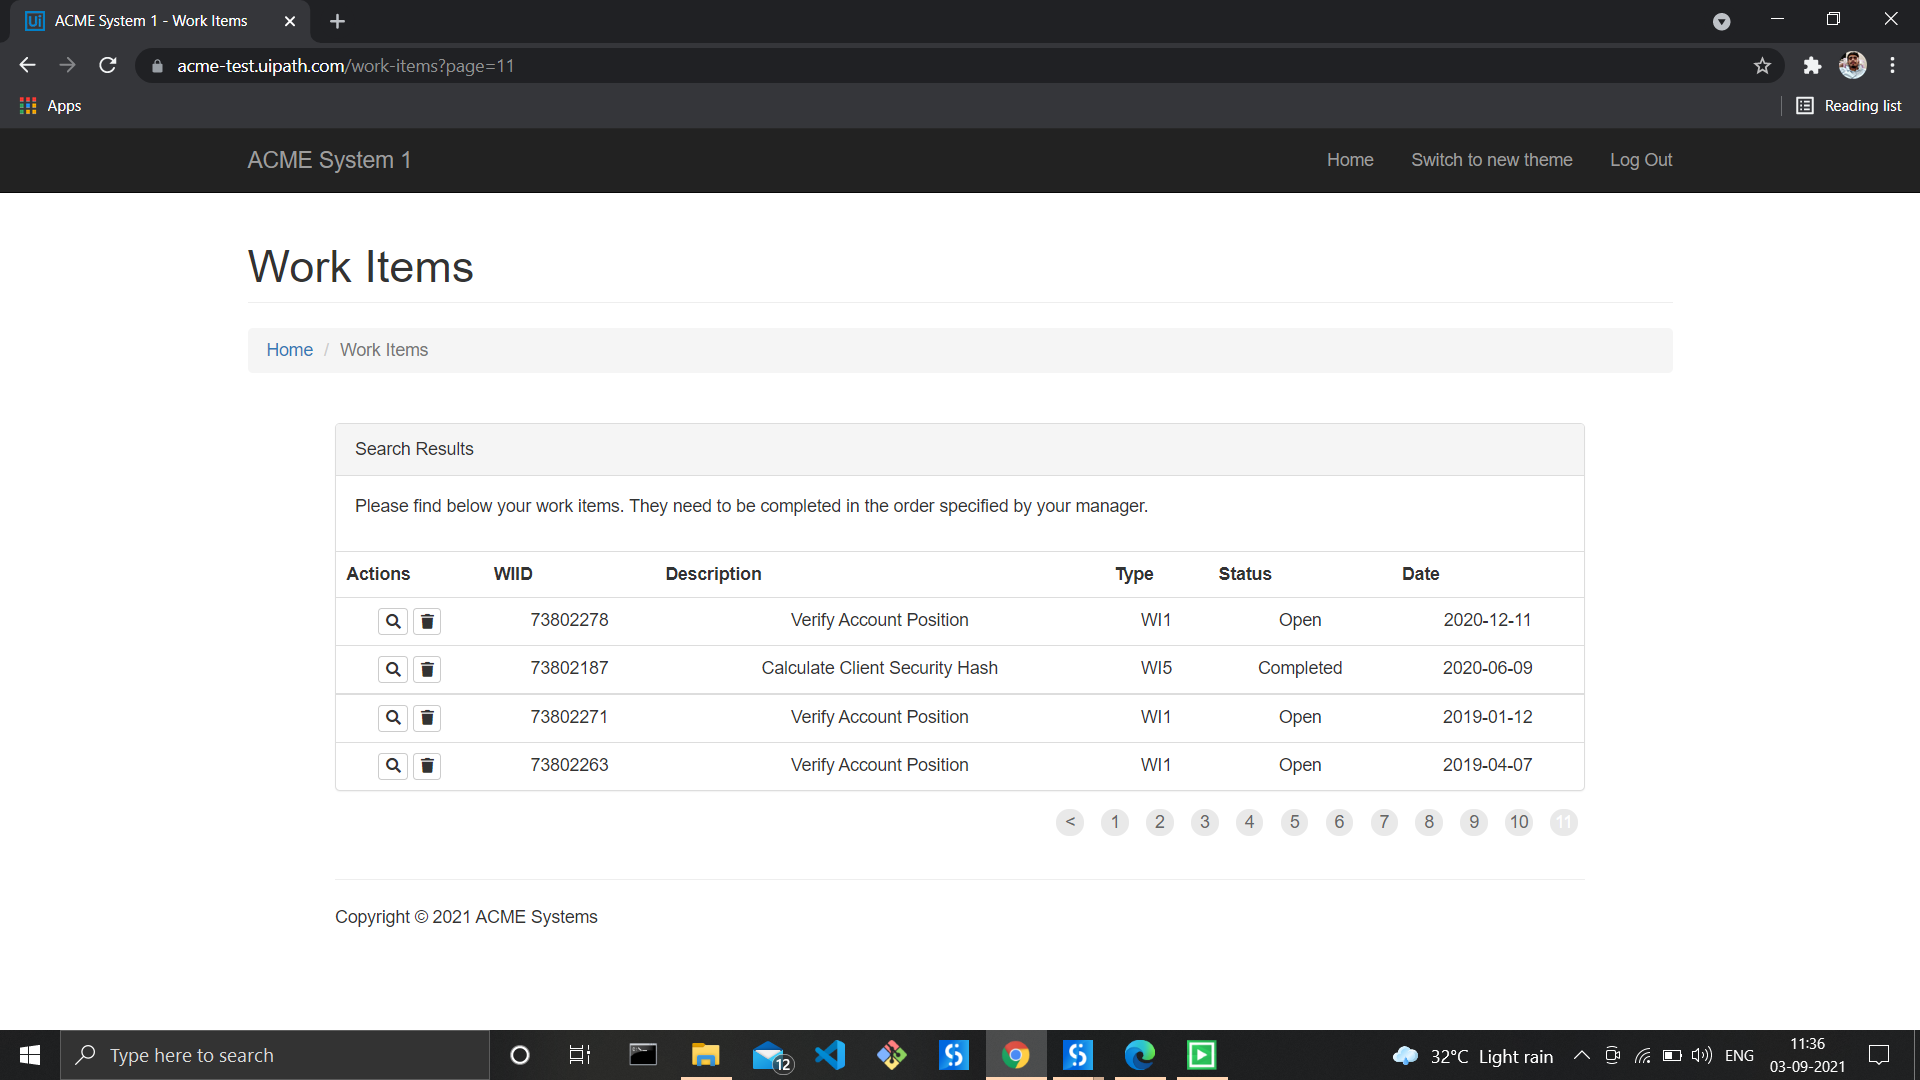 ACME System 1 - Work Items
acme-test.uipath.com/work-items?page=11
Apps
Reading list
ACME System 1
Home
Switch to new theme
Log Out
Work Items
Home / Work Items
Search Results
Please find below your work items. They need to be completed in the order specified by your manager.
Actions WIID Description Type Status Date
73802278 Verify Account Position WI1 Open 2020-12-11
73802187 Calculate Client Security Hash WI5 Completed 2020-06-09
73802271 Verify Account Position WI1 Open 2019-01-12
73802263 Verify Account Position WI1 Open 2019-04-07
< 1 2 3 4 5 6 7 8 9 10 11
Copyright © 2021 ACME Systems
Type here to search
12
32°C Light rain
ENG
11:36
03-09-2021